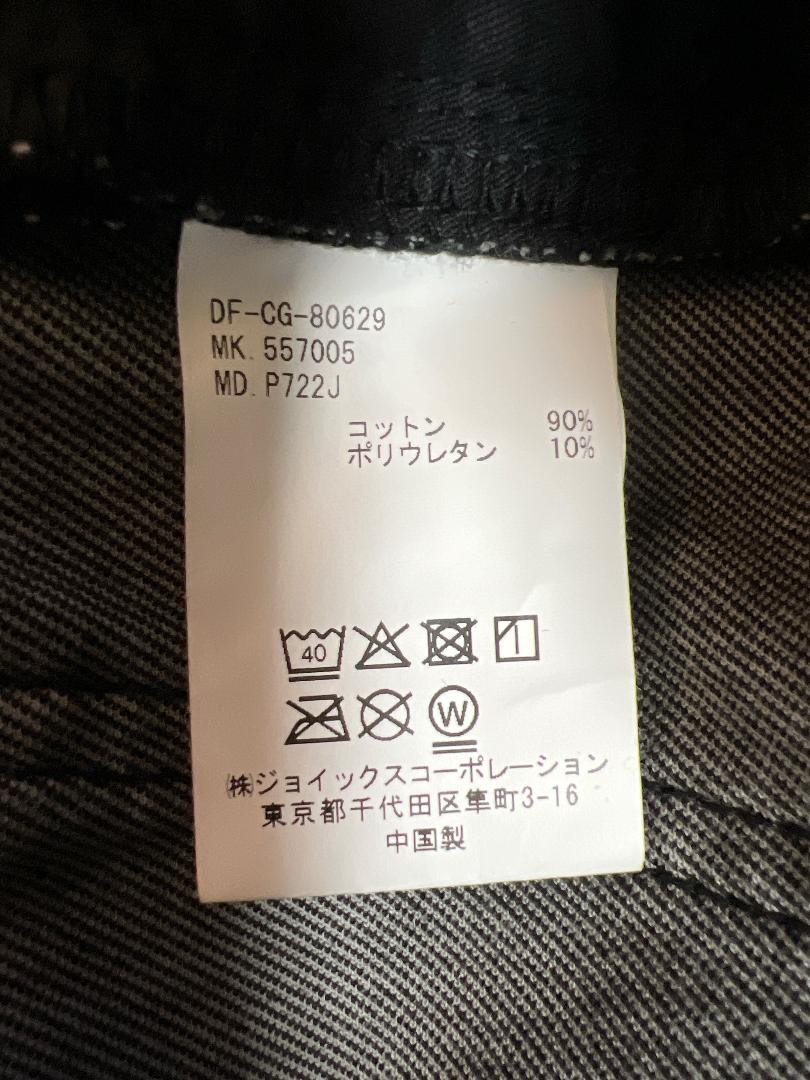 DF-CG-80629
MK. 557005
MD. P722J
コットン 90%
ポリウレタン 10%
40
W
㈱ジョイックスコーポレーション
東京都千代田区隼町3-16
中国製